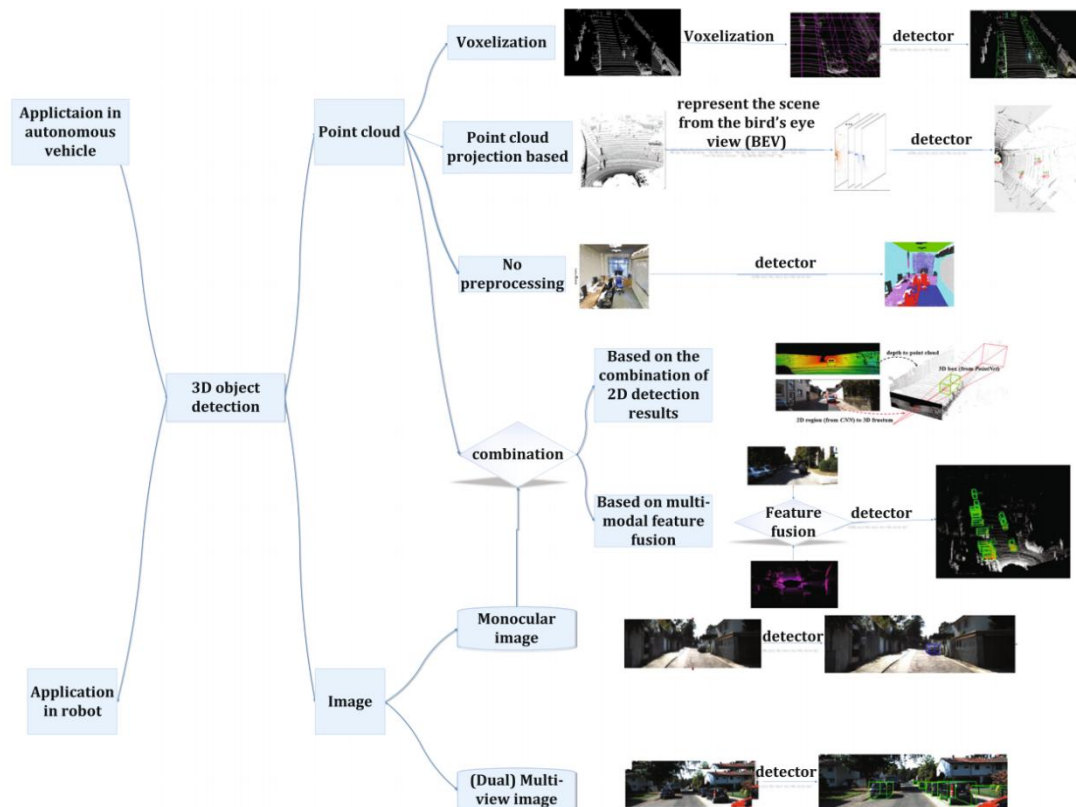 Voxelization
Voxelization
detector
Applictaion in
autonomous
vehicle
Point cloud
Point cloud
projection based
represent the scene
from the bird's eye
view (BEV)
detector
No
preprocessing
detector
3D object
detection
Based on the
combination of
2D detection
results
depth to point cloud
3D box (from PointNet)
2D region (from CNN) to 3D frustum
combination
Based on multi-
modal feature
fusion
Feature
fusion
detector
Monocular
image
detector
Application
in robot
Image
(Dual) Multi-
view image
detector